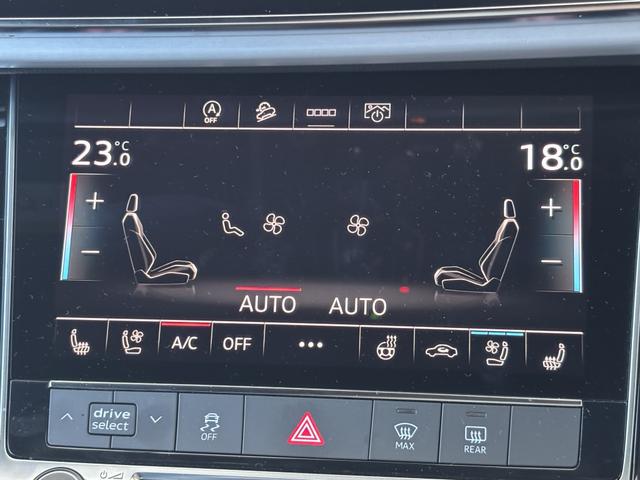 A
OFF
23.0 °C
18.0 °C
+
+
−
−
AUTO AUTO
A/C OFF •••
drive
select
OFF
MAX
REAR